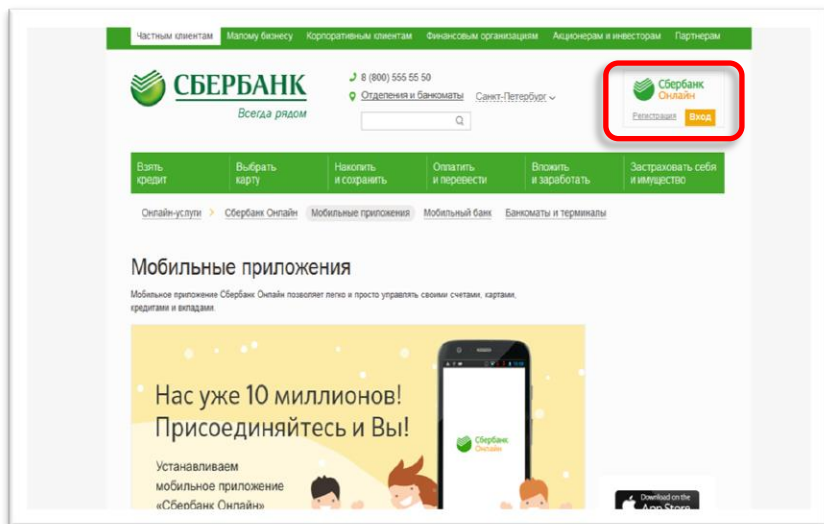 Частным клиентам Малому бизнесу Корпоративным клиентам Финансовым организациям Акционерам и инвесторам Партнерам
СБЕРБАНК
Всегда рядом
8 (800) 555 55 50
Отделения и банкоматы Санкт-Петербург
Сбербанк
Онлайн
Регистрация Вход
Взять кредит
Выбрать карту
Накопить и сохранить
Оплатить и перевести
Вложить и заработать
Застраховать себя и имущество
Онлайн-услуги > Сбербанк Онлайн Мобильные приложения Мобильный банк Банкоматы и терминалы
Мобильные приложения
Мобильное приложение Сбербанк Онлайн позволяет легко и просто управлять своими счетами, картами,
кредитами и вкладами.
Нас уже 10 миллионов!
Присоединяйтесь и Вы!
Устанавливаем
мобильное приложение
«Сбербанк Онлайн»
Сбербанк
Онлайн
Download on the
App Store